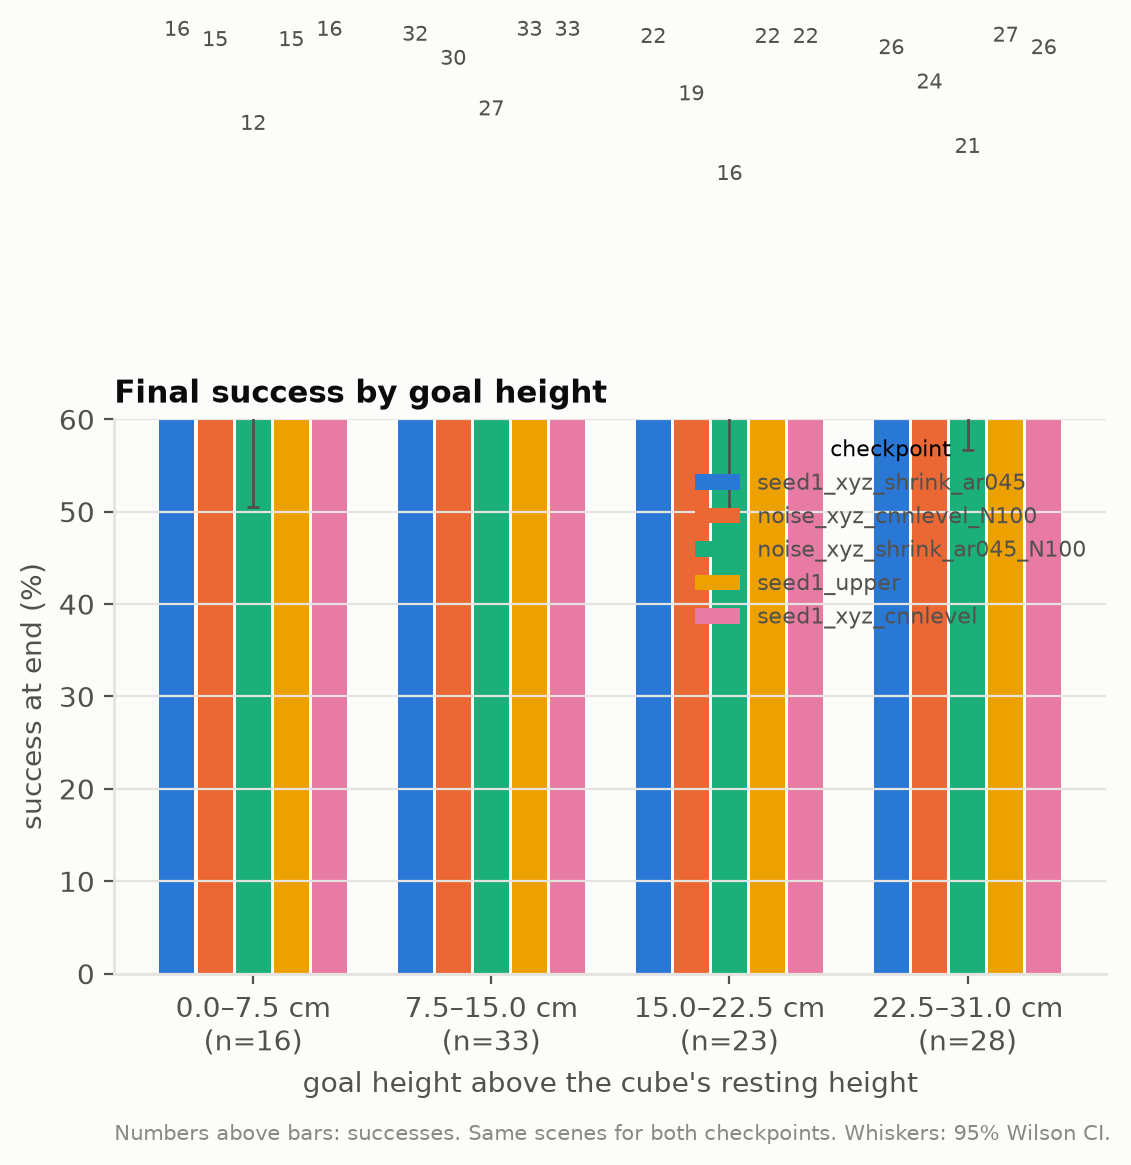 16 15 12 15 16 32 30 27 33 33 22 19 16 22 22 26 24 21 27 26
Final success by goal height
60
50
40
30
20
10
0
success at end (%)
checkpoint
seed1_xyz_shrink_ar045
noise_xyz_cnnlevel_N100
noise_xyz_shrink_ar045_N100
seed1_upper
seed1_xyz_cnnlevel
0.0–7.5 cm
(n=16)
7.5–15.0 cm
(n=33)
15.0–22.5 cm
(n=23)
22.5–31.0 cm
(n=28)
goal height above the cube's resting height
Numbers above bars: successes. Same scenes for both checkpoints. Whiskers: 95% Wilson CI.